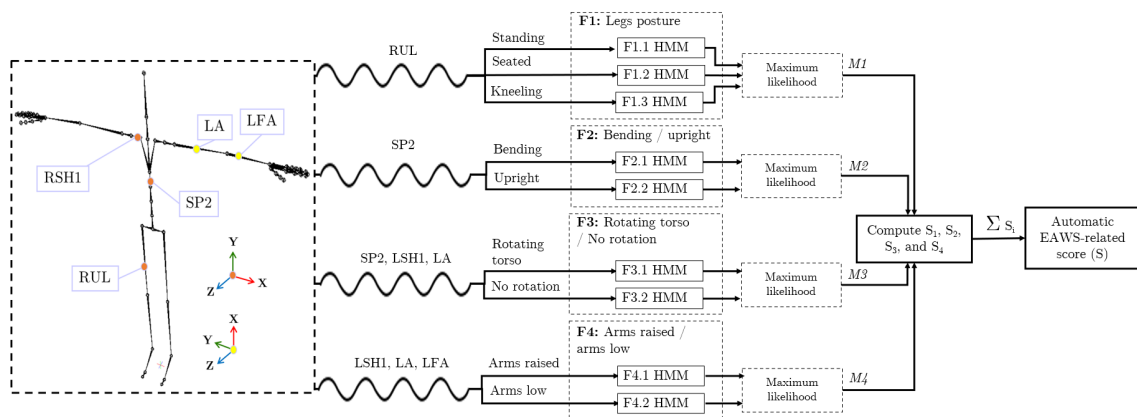 LA
LFA
RSH1
SP2
RUL
Y
X
Z
X
Y
Z
RUL
Standing
Seated
Kneeling
F1: Legs posture
F1.1 HMM
F1.2 HMM
F1.3 HMM
Maximum
likelihood
M1
SP2
Bending
Upright
F2: Bending / upright
F2.1 HMM
F2.2 HMM
Maximum
likelihood
M2
SP2, LSH1, LA
Rotating
torso
No rotation
F3: Rotating torso
/ No rotation
F3.1 HMM
F3.2 HMM
Maximum
likelihood
M3
LSH1, LA, LFA
Arms raised
Arms low
F4: Arms raised /
arms low
F4.1 HMM
F4.2 HMM
Maximum
likelihood
M4
Compute S₁, S₂,
S₃, and S₄
∑ Sᵢ
Automatic
EAWS-related
score (S)